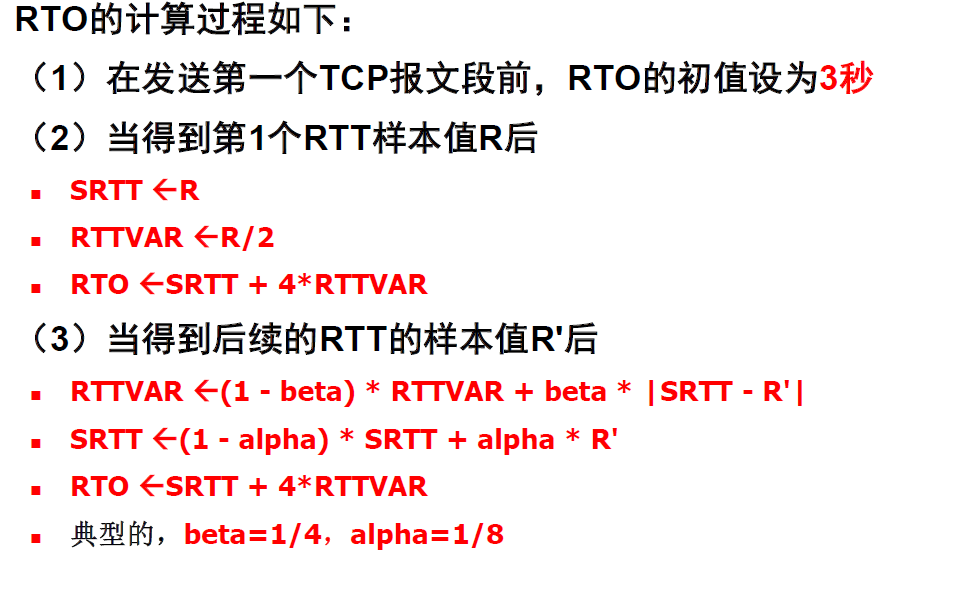 RTO的计算过程如下：
（1）在发送第一个TCP报文段前，RTO的初值设为3秒
（2）当得到第1个RTT样本值R后
▪ SRTT ←R
▪ RTTVAR ←R/2
▪ RTO ←SRTT + 4*RTTVAR
（3）当得到后续的RTT的样本值R'后
▪ RTTVAR ←(1 - beta) * RTTVAR + beta * |SRTT - R'|
▪ SRTT ←(1 - alpha) * SRTT + alpha * R'
▪ RTO ←SRTT + 4*RTTVAR
▪ 典型的，beta=1/4，alpha=1/8